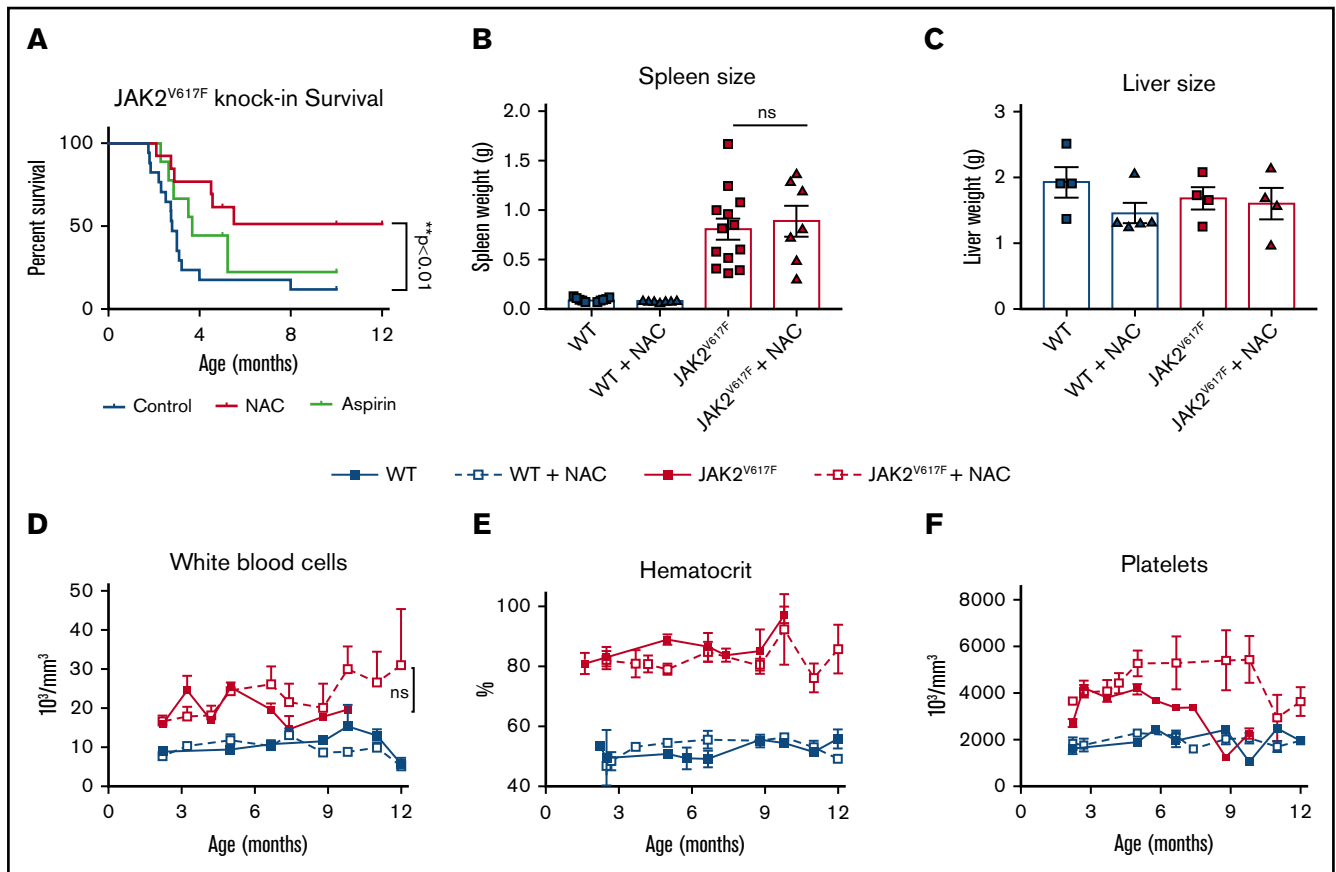 A
JAK2V617F knock-in Survival
Percent survival
100
50
0
0 4 8 12
Age (months)
**p<0.01
Control NAC Aspirin
B
Spleen size
Spleen weight (g)
2.0
1.5
1.0
0.5
0.0
ns
WT
WT + NAC
JAK2V617F
JAK2V617F + NAC
C
Liver size
Liver weight (g)
3
2
1
0
WT
WT + NAC
JAK2V617F
JAK2V617F + NAC
WT WT + NAC JAK2V617F JAK2V617F + NAC
D
White blood cells
10³/mm³
50
40
30
20
10
0
0 3 6 9 12
Age (months)
ns
E
Hematocrit
%
100
80
60
40
0 3 6 9 12
Age (months)
F
Platelets
10³/mm³
8000
6000
4000
2000
0
0 3 6 9 12
Age (months)